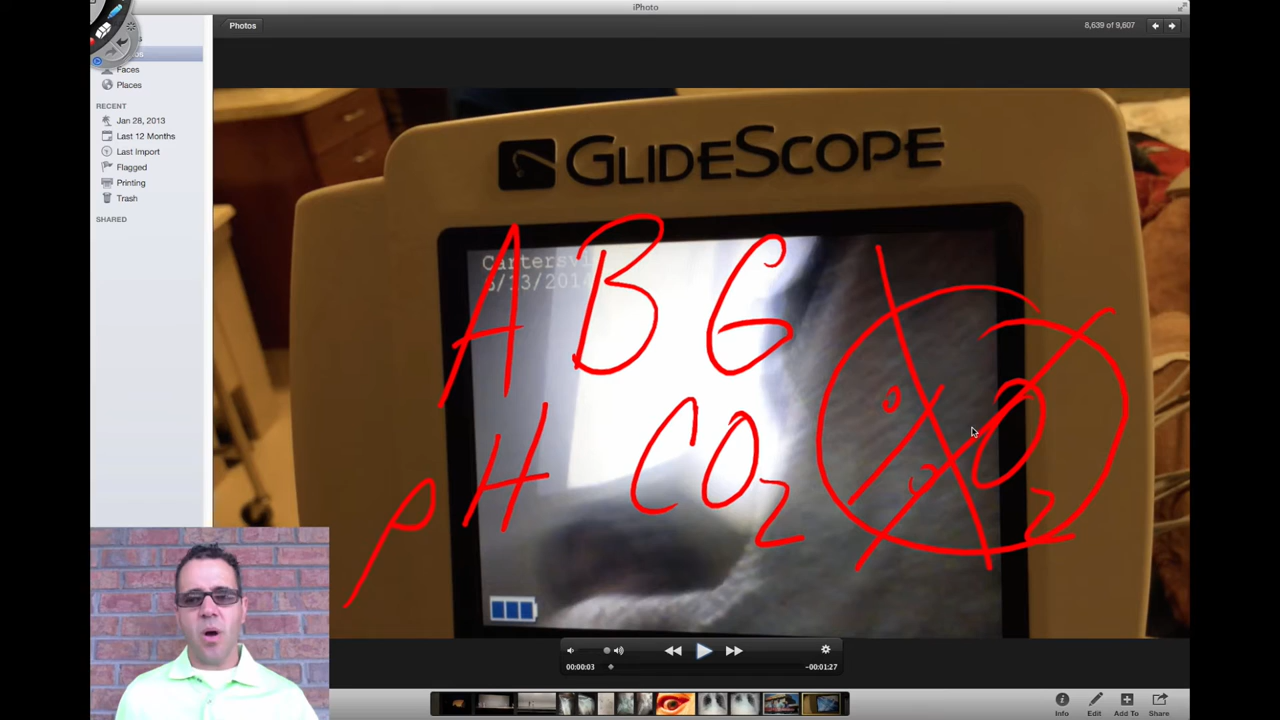 iPhoto
Photos
8,639 of 9,607
Faces
Places
RECENT
Jan 28, 2013
Last 12 Months
Last Import
Flagged
Printing
Trash
SHARED
GLIDESCOPE
A B G
pH CO2 % O2
00:00:03
-00:01:27
Info
Edit
Add To
Share